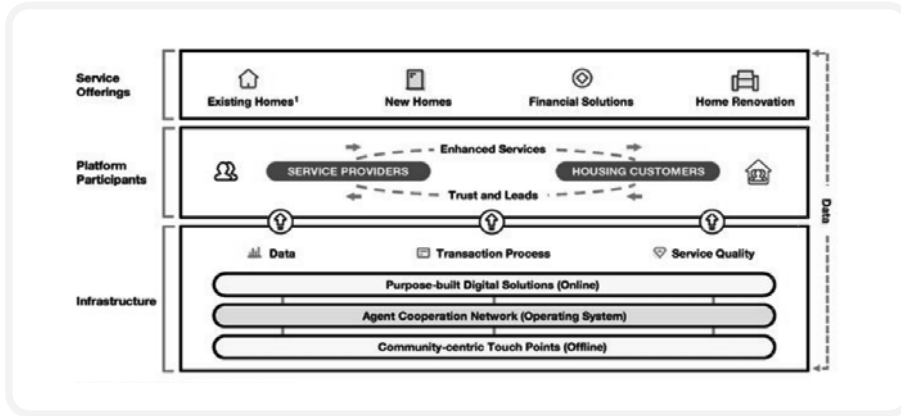 Service
Offerings
Existing Homes¹
New Homes
Financial Solutions
Home Renovation
Platform
Participants
Enhanced Services
SERVICE PROVIDERS
HOUSING CUSTOMERS
Trust and Leads
Data
Infrastructure
Data
Transaction Process
Service Quality
Purpose-built Digital Solutions (Online)
Agent Cooperation Network (Operating System)
Community-centric Touch Points (Offline)